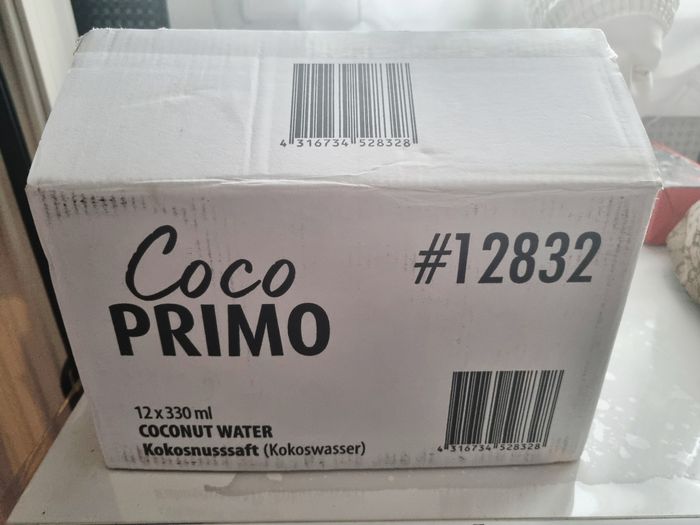 4 316734 528328
Coco
PRIMO
#12832
12 x 330 ml
COCONUT WATER
Kokosnusssaft (Kokoswasser)
4 316734 528328